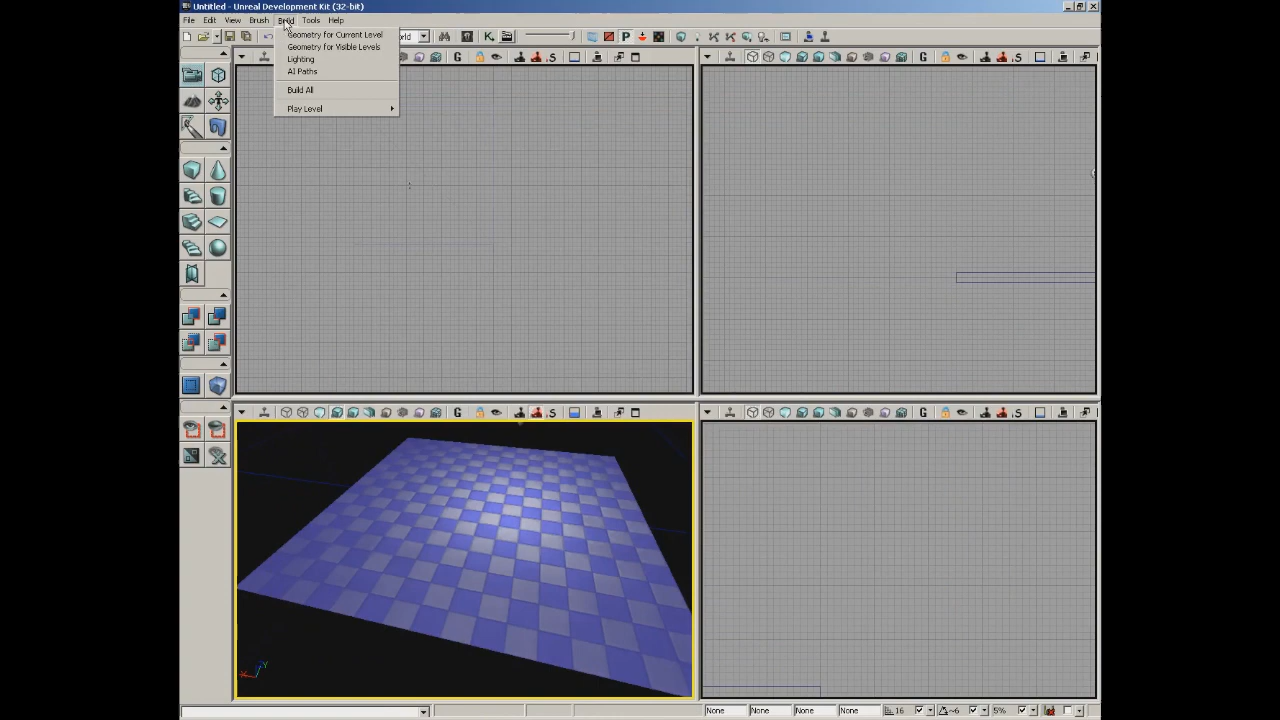 Untitled - Unreal Development Kit (32-bit)
File Edit View Brush Build Tools Help
Geometry for Current Level
Geometry for Visible Levels
Lighting
AI Paths
Build All
Play Level
P
G S
G S
G S
G S
X Y
None None None None 16 ~6 5%